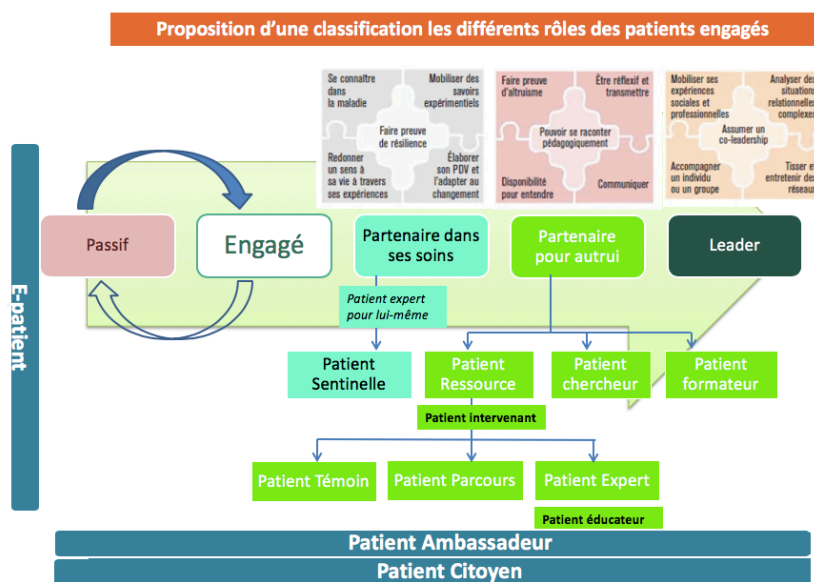 Proposition d’une classification les différents rôles des patients engagés
Se connaître
dans
la maladie
Mobiliser des
savoirs
expérimentiels
Faire preuve
de résilience
Redonner
un sens à
sa vie à travers
ses expériences
Élaborer
son PDV et
l'adapter au
changement
Faire preuve
d'altruisme
Être réflexif et
transmettre
Pouvoir se raconter
pédagogiquement
Disponibilité
pour entendre
Communiquer
Mobiliser ses
expériences
sociales et
professionnelles
Analyser des
situations
relationnelles
complexes
Assumer un
co-leadership
Accompagner
un individu
ou un groupe
Tisser et
entretenir des
réseaux
E-patient
Passif
Engagé
Partenaire dans
ses soins
Partenaire
pour autrui
Leader
Patient expert
pour lui-même
Patient
Sentinelle
Patient
Ressource
Patient
chercheur
Patient
formateur
Patient intervenant
Patient Témoin
Patient Parcours
Patient Expert
Patient éducateur
Patient Ambassadeur
Patient Citoyen